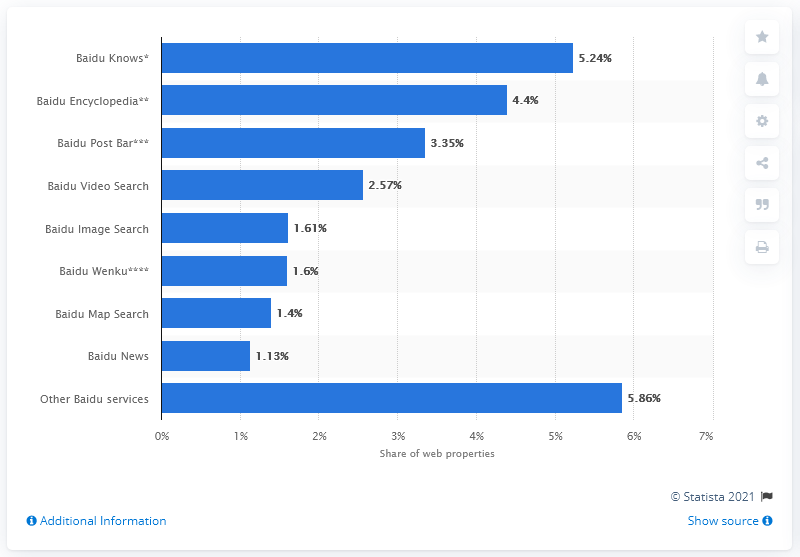 Baidu Knows* 5.24%
Baidu Encyclopedia** 4.4%
Baidu Post Bar*** 3.35%
Baidu Video Search 2.57%
Baidu Image Search 1.61%
Baidu Wenku**** 1.6%
Baidu Map Search 1.4%
Baidu News 1.13%
Other Baidu services 5.86%
0% 1% 2% 3% 4% 5% 6% 7%
Share of web properties
© Statista 2021
Additional Information Show source